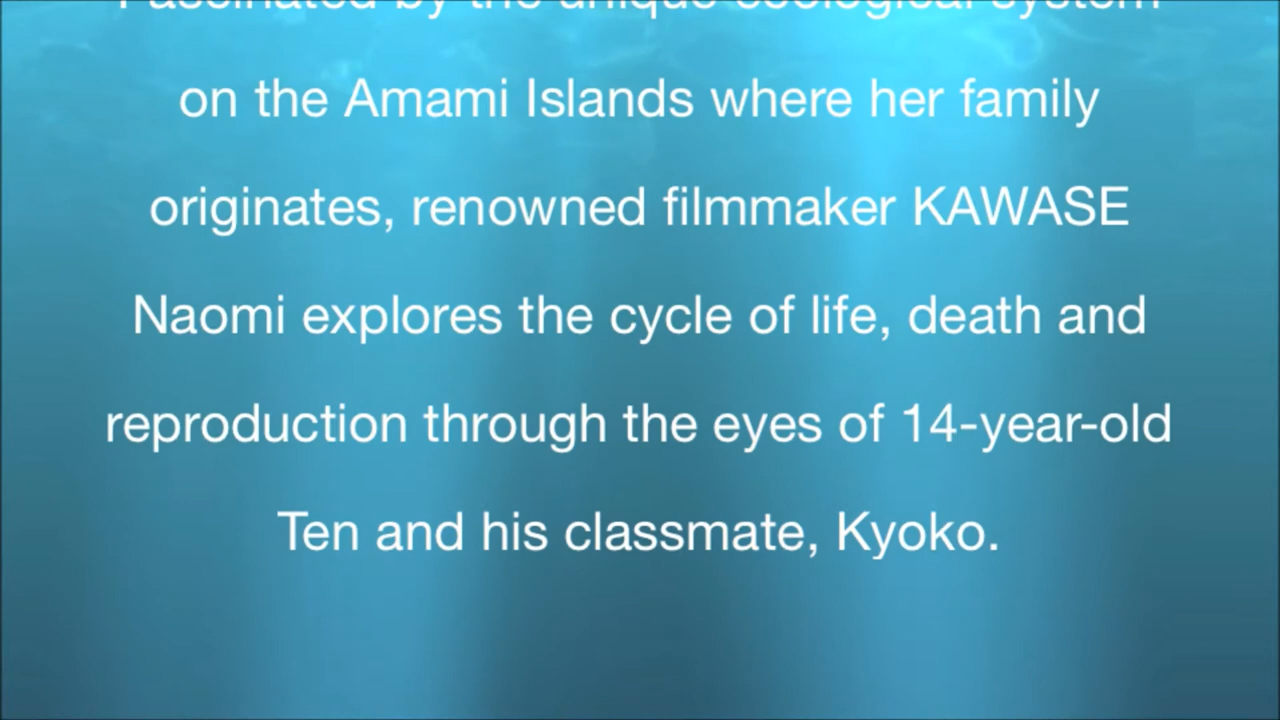 Fascinated by the unique ecological system
on the Amami Islands where her family
originates, renowned filmmaker KAWASE
Naomi explores the cycle of life, death and
reproduction through the eyes of 14-year-old
Ten and his classmate, Kyoko.